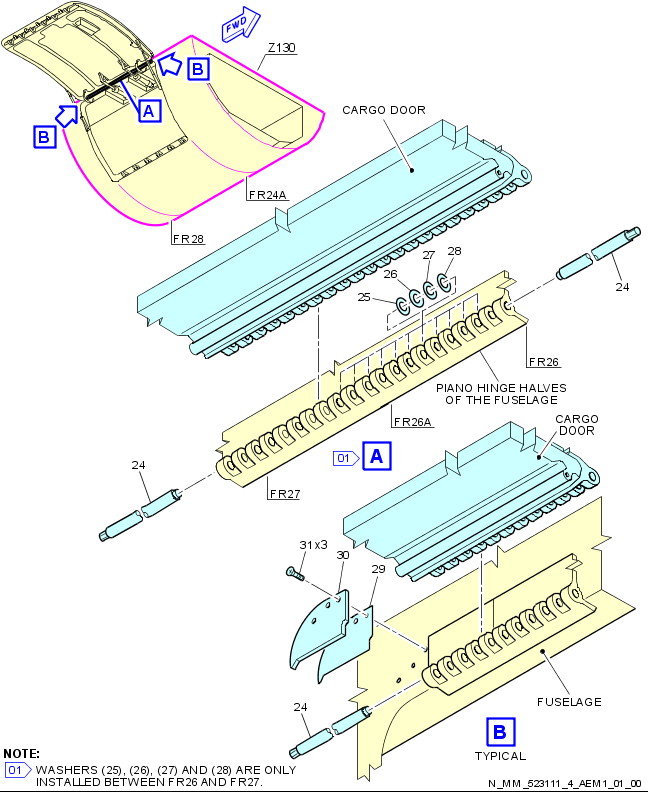 FWD
Z130
B
A
B
CARGO DOOR
FR24A
FR28
28
27
26
25
24
FR26
PIANO HINGE HALVES
OF THE FUSELAGE
FR26A
CARGO
DOOR
01
A
24
FR27
31x3
30
29
24
FUSELAGE
B
TYPICAL
NOTE:
01 WASHERS (25), (26), (27) AND (28) ARE ONLY
INSTALLED BETWEEN FR26 AND FR27.
N_MM_523111_4_AEM1_01_00